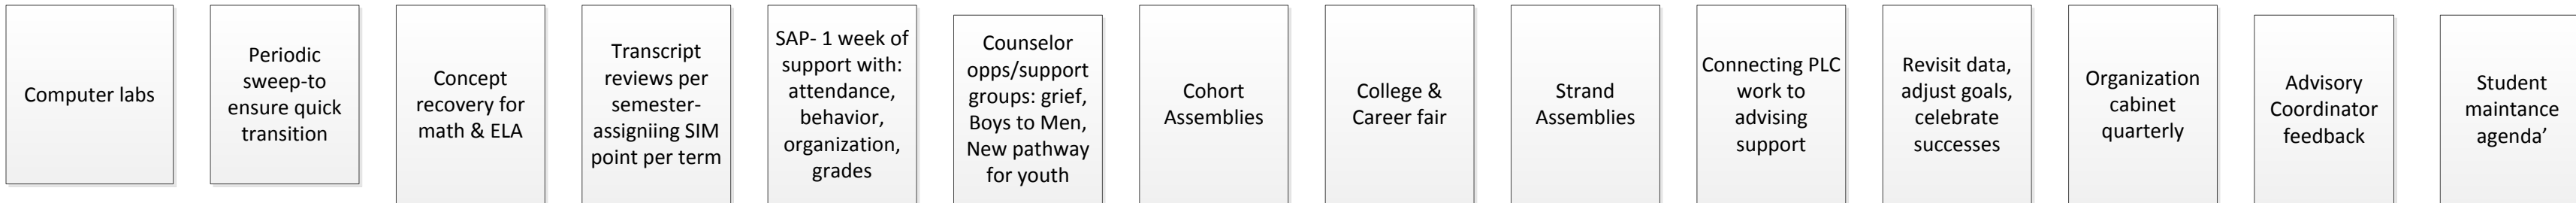 Computer labs
Periodic
sweep-to
ensure quick
transition
Concept
recovery for
math & ELA
Transcript
reviews per
semester-
assigniing SIM
point per term
SAP- 1 week of
support with:
attendance,
behavior,
organization,
grades
Counselor
opps/support
groups: grief,
Boys to Men,
New pathway
for youth
Cohort
Assemblies
College &
Career fair
Strand
Assemblies
Connecting PLC
work to
advising
support
Revisit data,
adjust goals,
celebrate
successes
Organization
cabinet
quarterly
Advisory
Coordinator
feedback
Student
maintance
agenda’